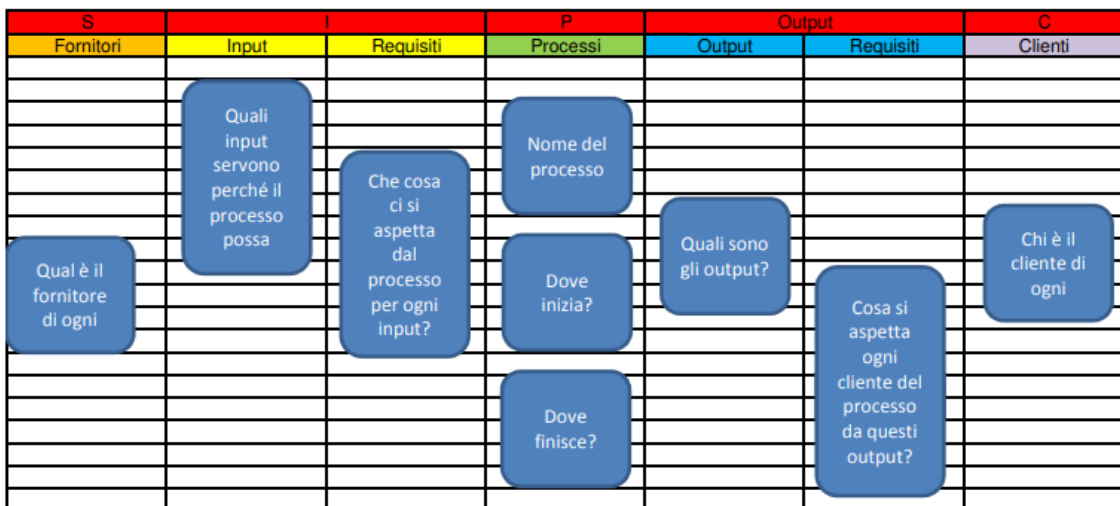 S I P Output C
Fornitori Input Requisiti Processi Output Requisiti Clienti
Qual è il
fornitore
di ogni
Quali
input
servono
perché il
processo
possa
Che cosa
ci si
aspetta
dal
processo
per ogni
input?
Nome del
processo
Dove
inizia?
Dove
finisce?
Quali sono
gli output?
Cosa si
aspetta
ogni
cliente del
processo
da questi
output?
Chi è il
cliente di
ogni